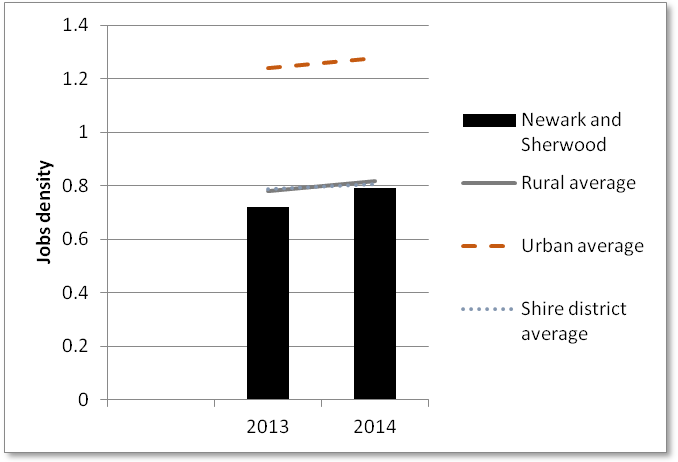 1.4
1.2
1
0.8
0.6
0.4
0.2
0
Jobs density
2013
2014
Newark and
Sherwood
Rural average
Urban average
Shire district
average